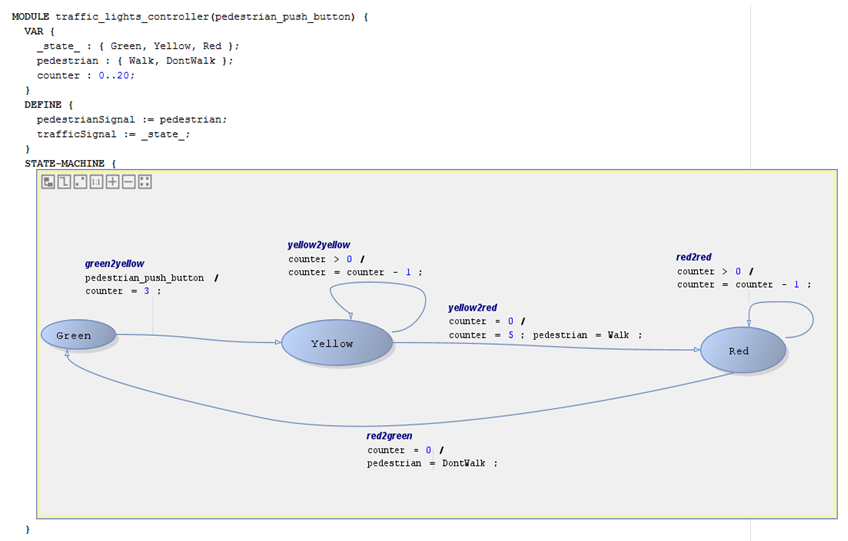 MODULE traffic_lights_controller(pedestrian_push_button) {
VAR {
_state_ : { Green, Yellow, Red };
pedestrian : { Walk, DontWalk };
counter : 0..20;
}
DEFINE {
pedestrianSignal := pedestrian;
trafficSignal := _state_;
}
STATE-MACHINE {
1:1
green2yellow
pedestrian_push_button /
counter = 3 ;
yellow2yellow
counter > 0 /
counter = counter - 1 ;
yellow2red
counter = 0 /
counter = 5 ; pedestrian = Walk ;
red2red
counter > 0 /
counter = counter - 1 ;
Green
Yellow
Red
red2green
counter = 0 /
pedestrian = DontWalk ;
}